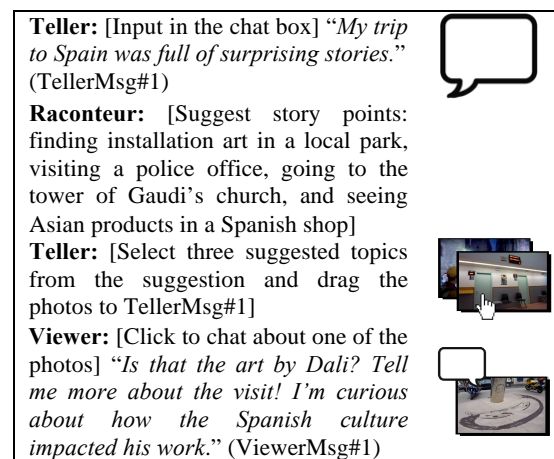 Teller: [Input in the chat box] “My trip
to Spain was full of surprising stories.”
(TellerMsg#1)
Raconteur: [Suggest story points:
finding installation art in a local park,
visiting a police office, going to the
tower of Gaudi’s church, and seeing
Asian products in a Spanish shop]
Teller: [Select three suggested topics
from the suggestion and drag the
photos to TellerMsg#1]
Viewer: [Click to chat about one of the
photos] “Is that the art by Dali? Tell
me more about the visit! I’m curious
about how the Spanish culture
impacted his work.” (ViewerMsg#1)